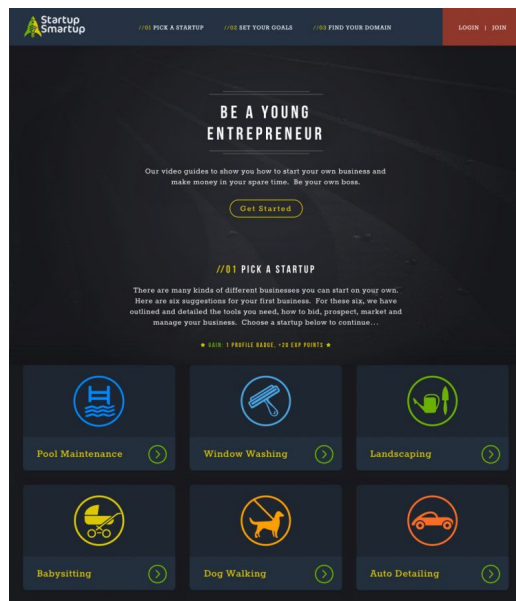 Startup
Smartup
//01 PICK A STARTUP
//02 SET YOUR GOALS
//03 FIND YOUR DOMAIN
LOGIN | JOIN
BE A YOUNG
ENTREPRENEUR
Our video guides to show you how to start your own business and
make money in your spare time. Be your own boss.
Get Started
//01 PICK A STARTUP
There are many kinds of different businesses you can start on your own.
Here are six suggestions for your first business. For these six, we have
outlined and detailed the tools you need, how to bid, prospect, market and
manage your business. Choose a startup below to continue...
★ GAIN: 1 PROFILE BADGE, +20 EXP POINTS ★
Pool Maintenance
Window Washing
Landscaping
Babysitting
Dog Walking
Auto Detailing